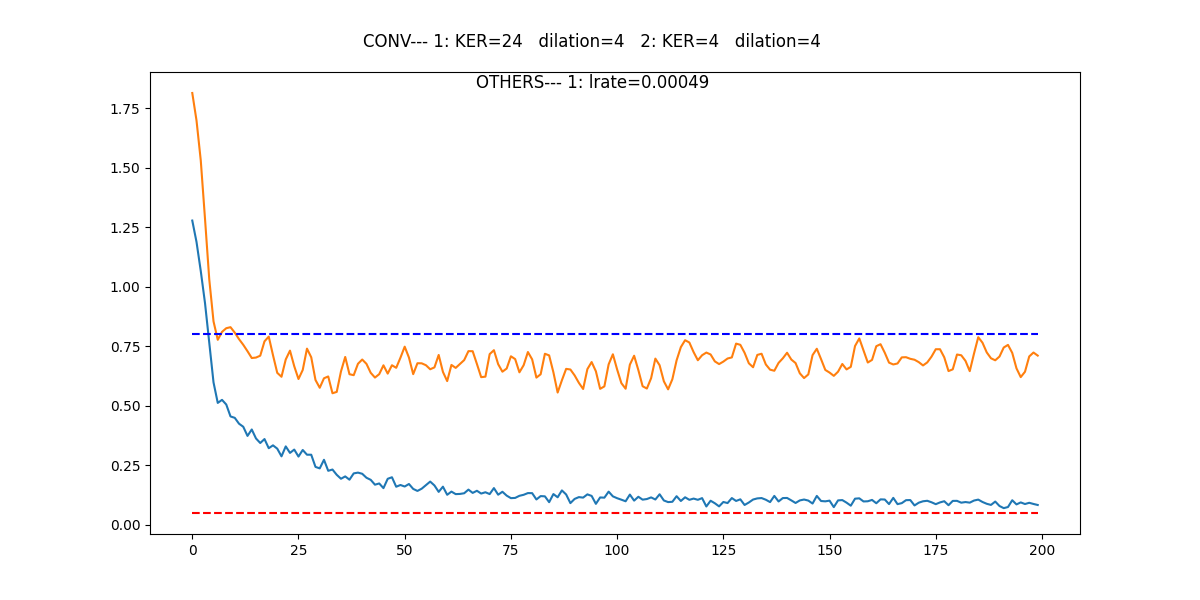 CONV--- 1: KER=24   dilation=4   2: KER=4   dilation=4
OTHERS--- 1: lrate=0.00049
1.75
1.50
1.25
1.00
0.75
0.50
0.25
0.00
0 25 50 75 100 125 150 175 200